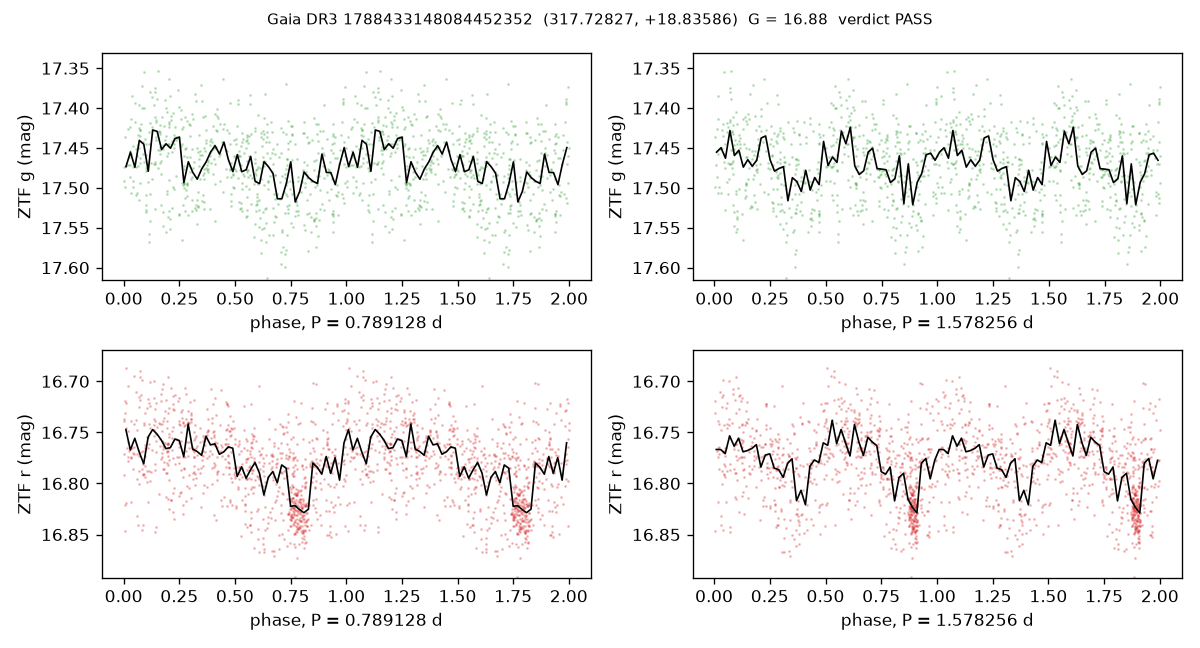 Gaia DR3 1788433148084452352  (317.72827, +18.83586)  G = 16.88  verdict PASS
ZTF g (mag)
17.35
17.40
17.45
17.50
17.55
17.60
0.00 0.25 0.50 0.75 1.00 1.25 1.50 1.75 2.00
phase, P = 0.789128 d
ZTF g (mag)
17.35
17.40
17.45
17.50
17.55
17.60
0.00 0.25 0.50 0.75 1.00 1.25 1.50 1.75 2.00
phase, P = 1.578256 d
ZTF r (mag)
16.70
16.75
16.80
16.85
0.00 0.25 0.50 0.75 1.00 1.25 1.50 1.75 2.00
phase, P = 0.789128 d
ZTF r (mag)
16.70
16.75
16.80
16.85
0.00 0.25 0.50 0.75 1.00 1.25 1.50 1.75 2.00
phase, P = 1.578256 d